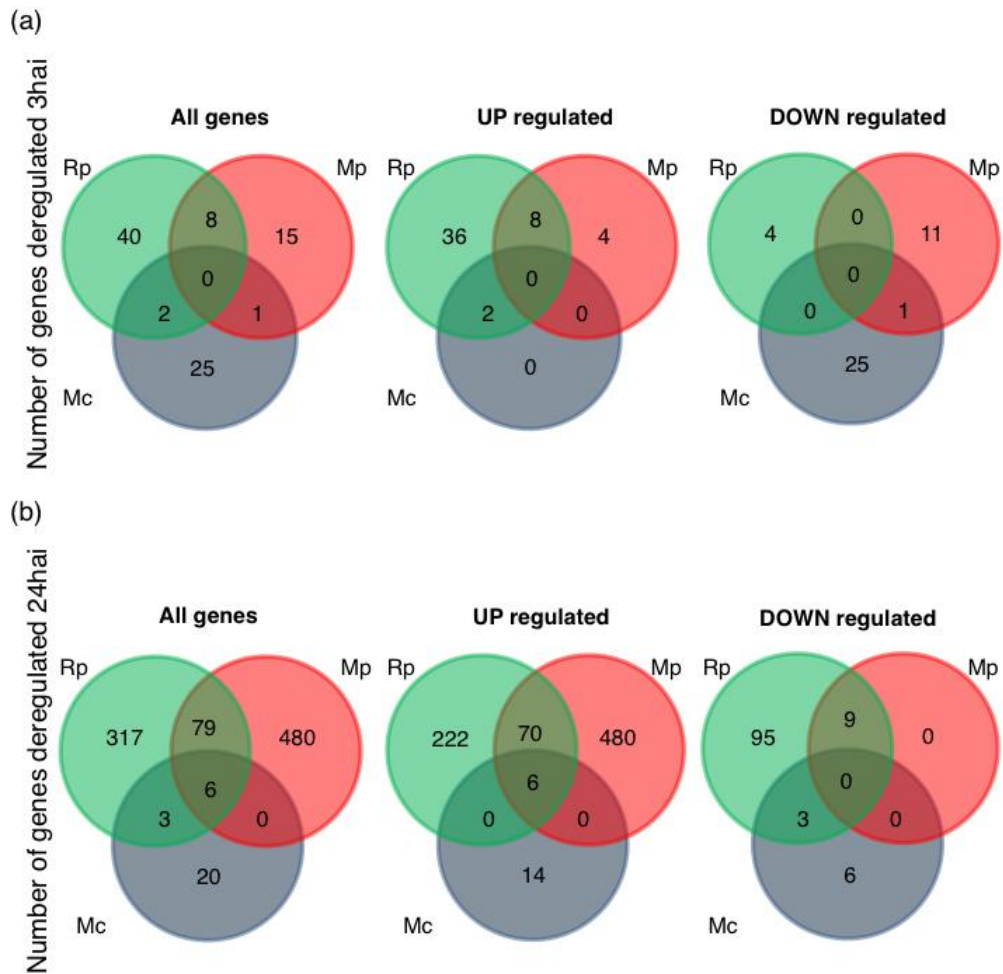 (a)
Number of genes deregulated 3hai
All genes
UP regulated
DOWN regulated
Rp
Mp
8
40
15
0
2
1
25
Mc
Rp
Mp
8
36
4
0
2
0
0
Mc
Rp
Mp
0
4
11
0
0
1
25
Mc
(b)
Number of genes deregulated 24hai
All genes
UP regulated
DOWN regulated
Rp
Mp
79
317
480
6
3
0
20
Mc
Rp
Mp
70
222
480
6
0
0
14
Mc
Rp
Mp
9
95
0
0
3
0
6
Mc